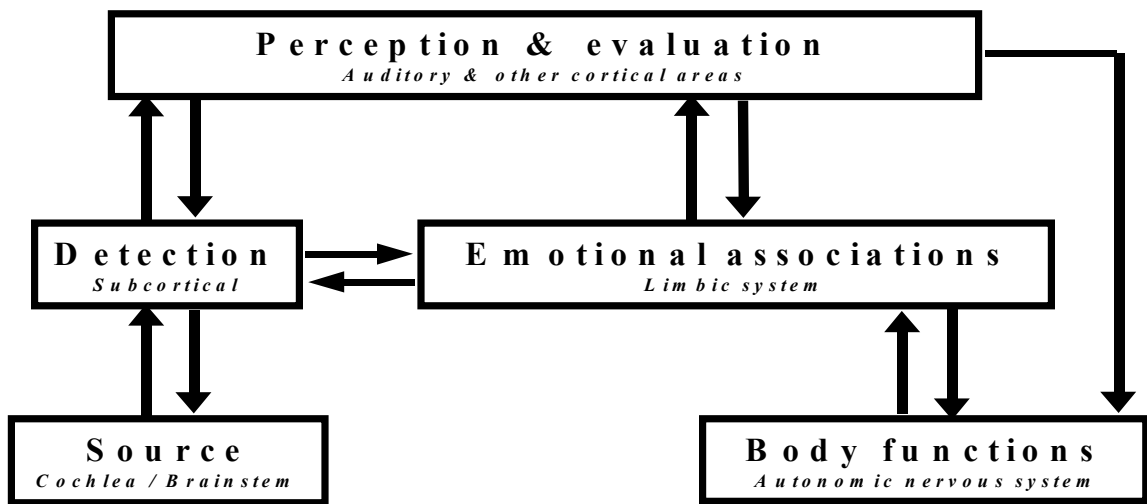 Perception & evaluation
Auditory & other cortical areas
Detection
Subcortical
Emotional associations
Limbic system
Source
Cochlea / Brainstem
Body functions
Autonomic nervous system